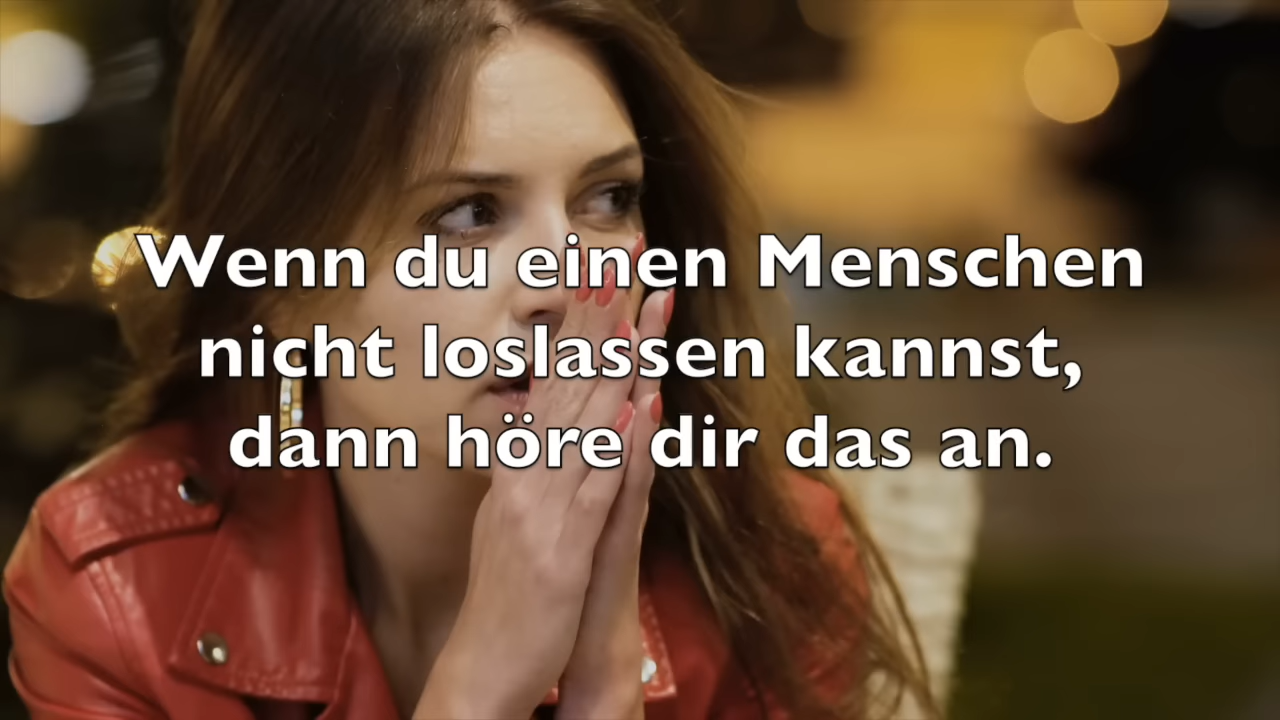 Wenn du einen Menschen
nicht loslassen kannst,
dann höre dir das an.